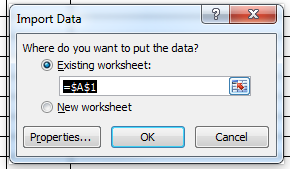 Import Data
Where do you want to put the data?
Existing worksheet:
=$A$1
New worksheet
Properties...
OK
Cancel